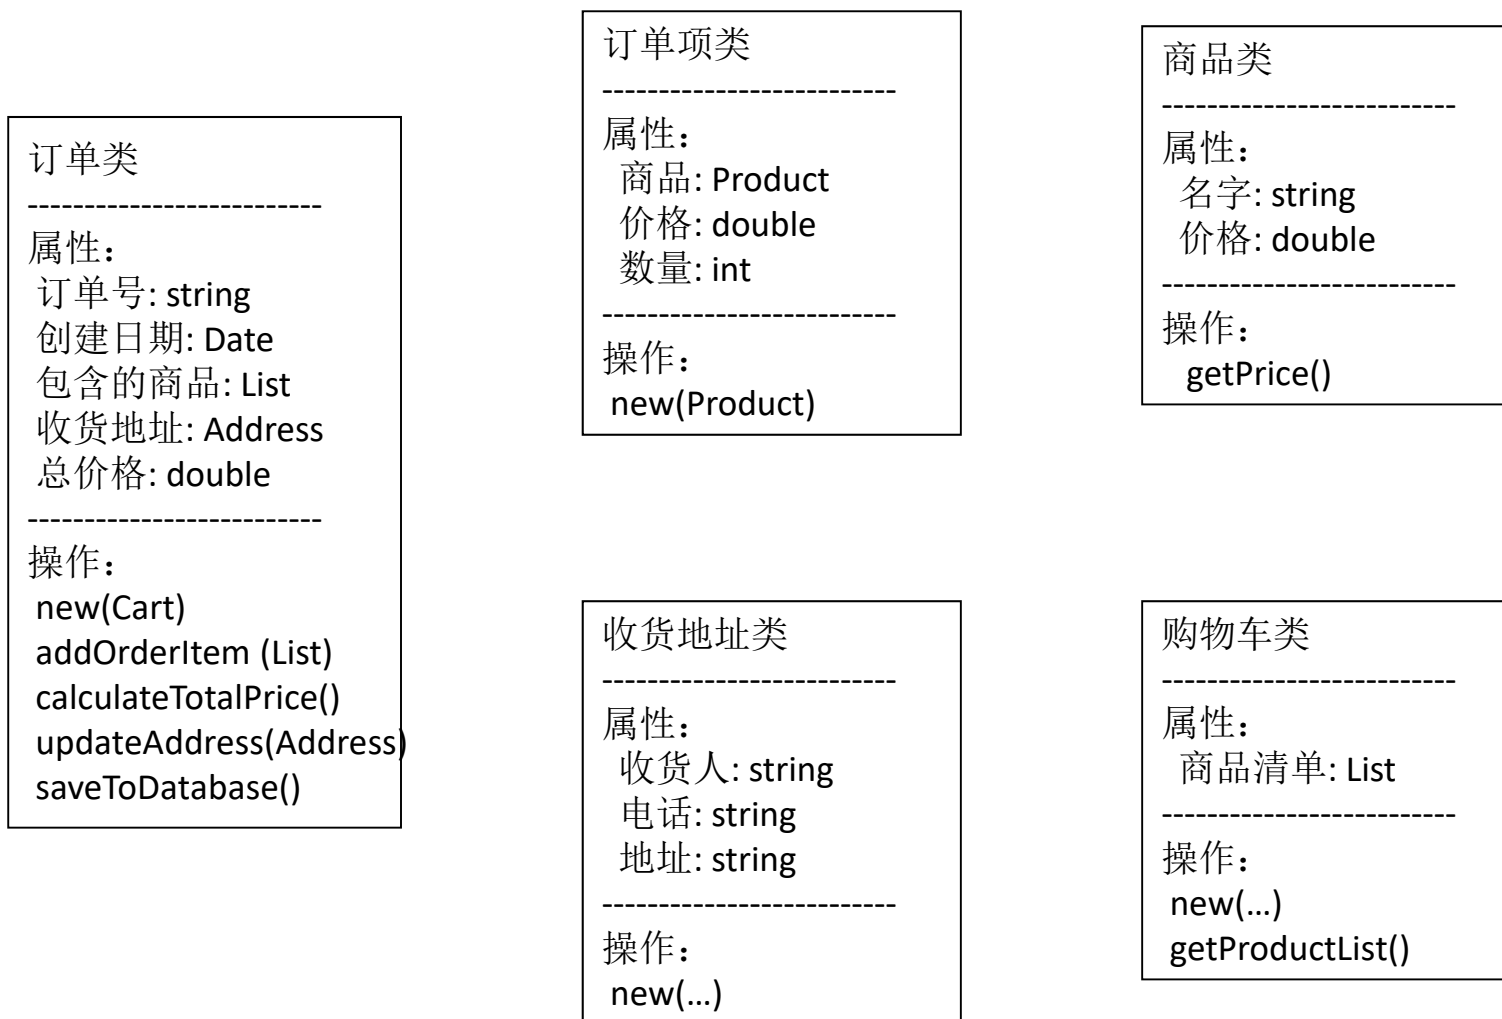 订单类
--------------------------
属性：
订单号: string
创建日期: Date
包含的商品: List
收货地址: Address
总价格: double
--------------------------
操作：
new(Cart)
addOrderItem (List)
calculateTotalPrice()
updateAddress(Address)
saveToDatabase()
订单项类
--------------------------
属性：
商品: Product
价格: double
数量: int
--------------------------
操作：
new(Product)
商品类
--------------------------
属性：
名字: string
价格: double
--------------------------
操作：
getPrice()
收货地址类
--------------------------
属性：
收货人: string
电话: string
地址: string
--------------------------
操作：
new(…)
购物车类
--------------------------
属性：
商品清单: List
--------------------------
操作：
new(…)
getProductList()